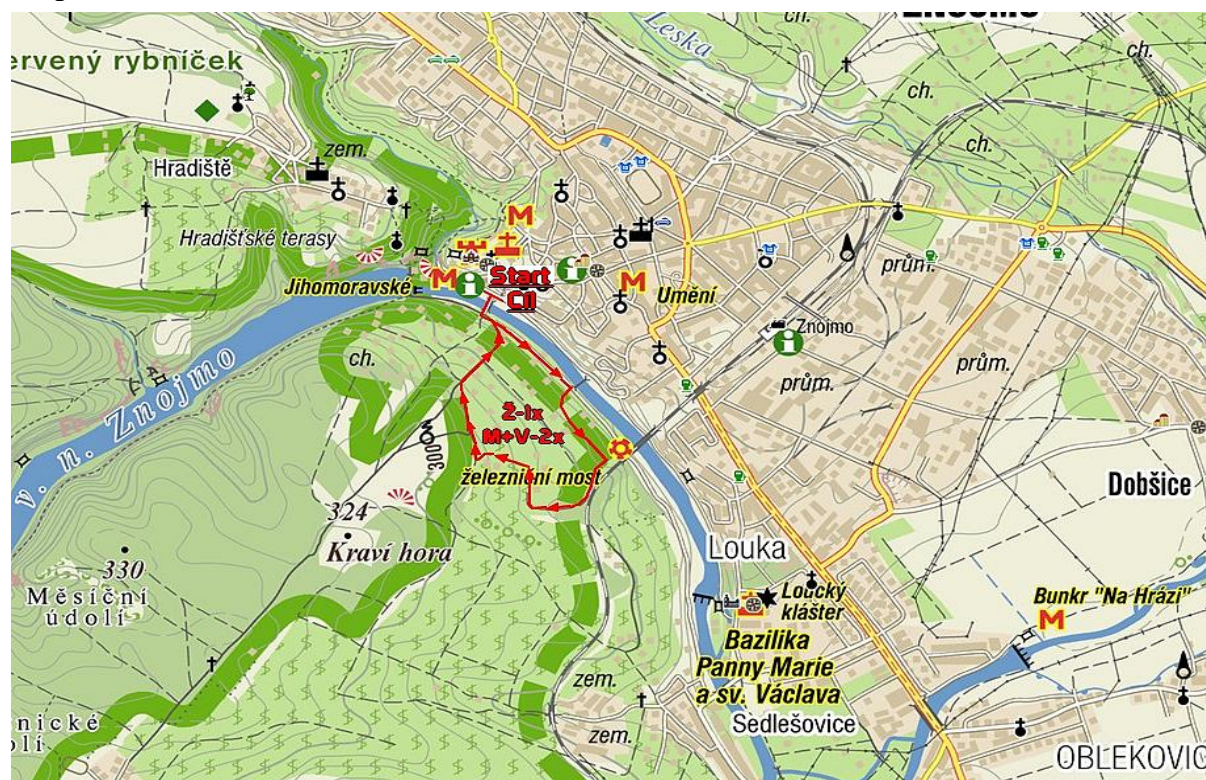 Leska
ch.
ch.
ervený rybníček
ch.
ch.
zem.
Hradiště
M
Hradišťské terasy
prům.
Jihomoravské
M
i
Start
Cíl
i
M
Umění
Znojmo
i
ch.
prům.
prům.
v. n. Znojmo
Ž-1x
M+V-2x
300
železniční most
324
Kraví hora
Dobšice
330
Měsíční
údolí
Louka
Loucký
klášter
Bunkr "Na Hrázi"
M
Bazilika
Panny Marie
a sv. Václava
zem.
Sedlešovice
nické
zem.
OBLEKOVIC